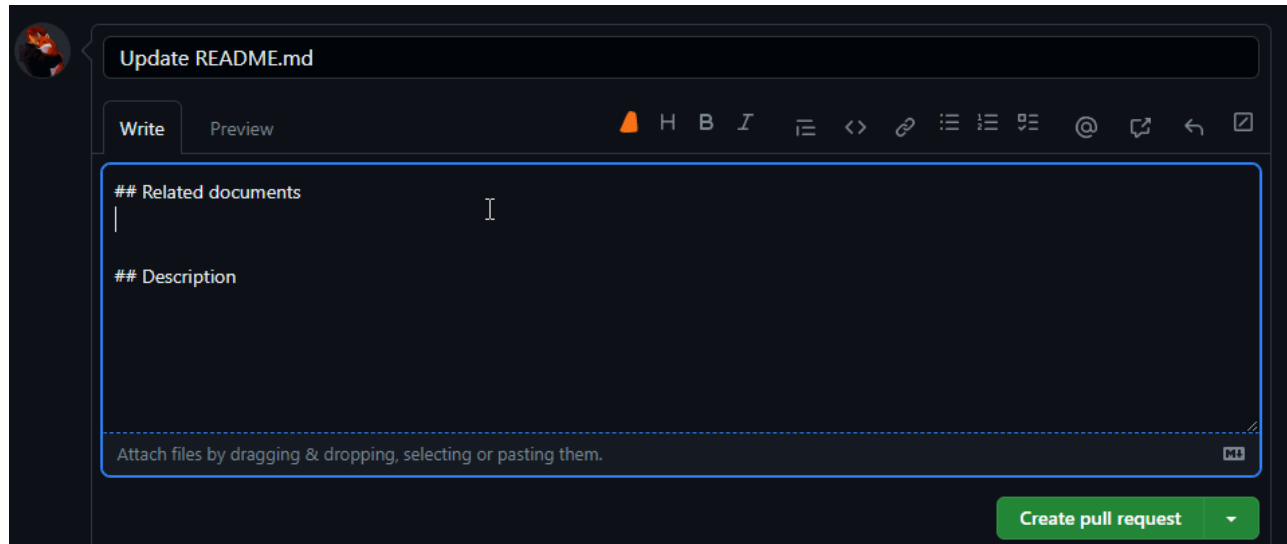 Update README.md
Write Preview H B I
## Related documents
## Description
Attach files by dragging & dropping, selecting or pasting them.
Create pull request